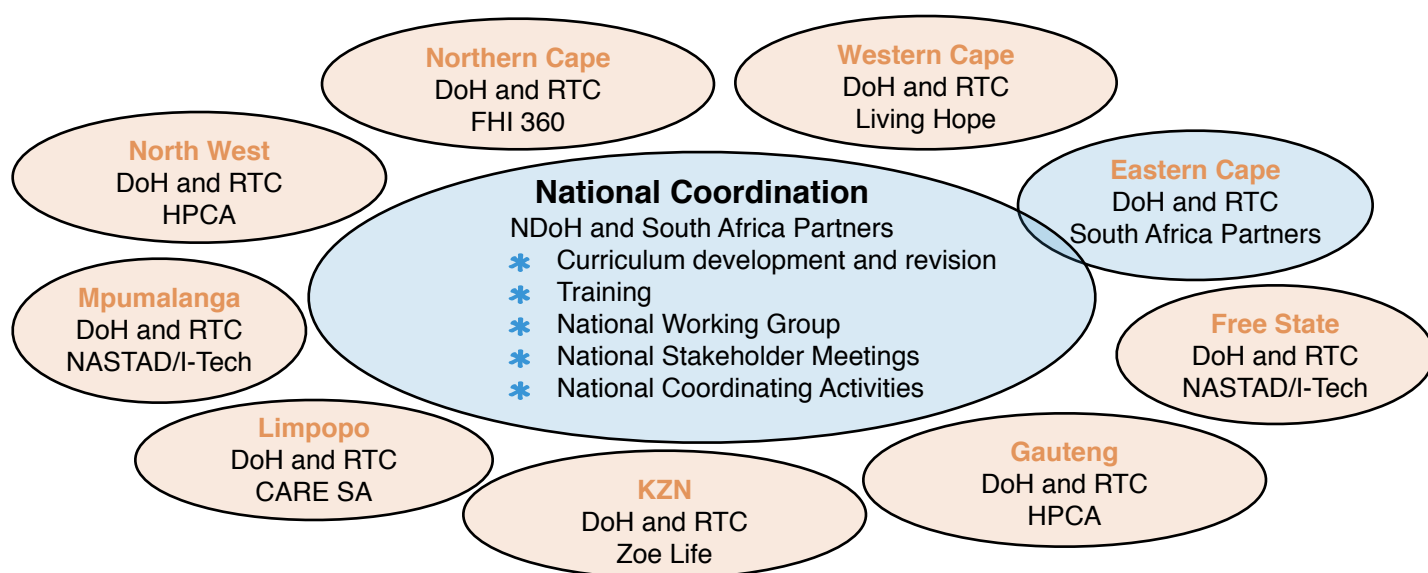 Northern Cape
DoH and RTC
FHI 360
Western Cape
DoH and RTC
Living Hope
North West
DoH and RTC
HPCA
National Coordination
NDoH and South Africa Partners
Curriculum development and revision
Training
National Working Group
National Stakeholder Meetings
National Coordinating Activities
Eastern Cape
DoH and RTC
South Africa Partners
Mpumalanga
DoH and RTC
NASTAD/I-Tech
Free State
DoH and RTC
NASTAD/I-Tech
Limpopo
DoH and RTC
CARE SA
KZN
DoH and RTC
Zoe Life
Gauteng
DoH and RTC
HPCA